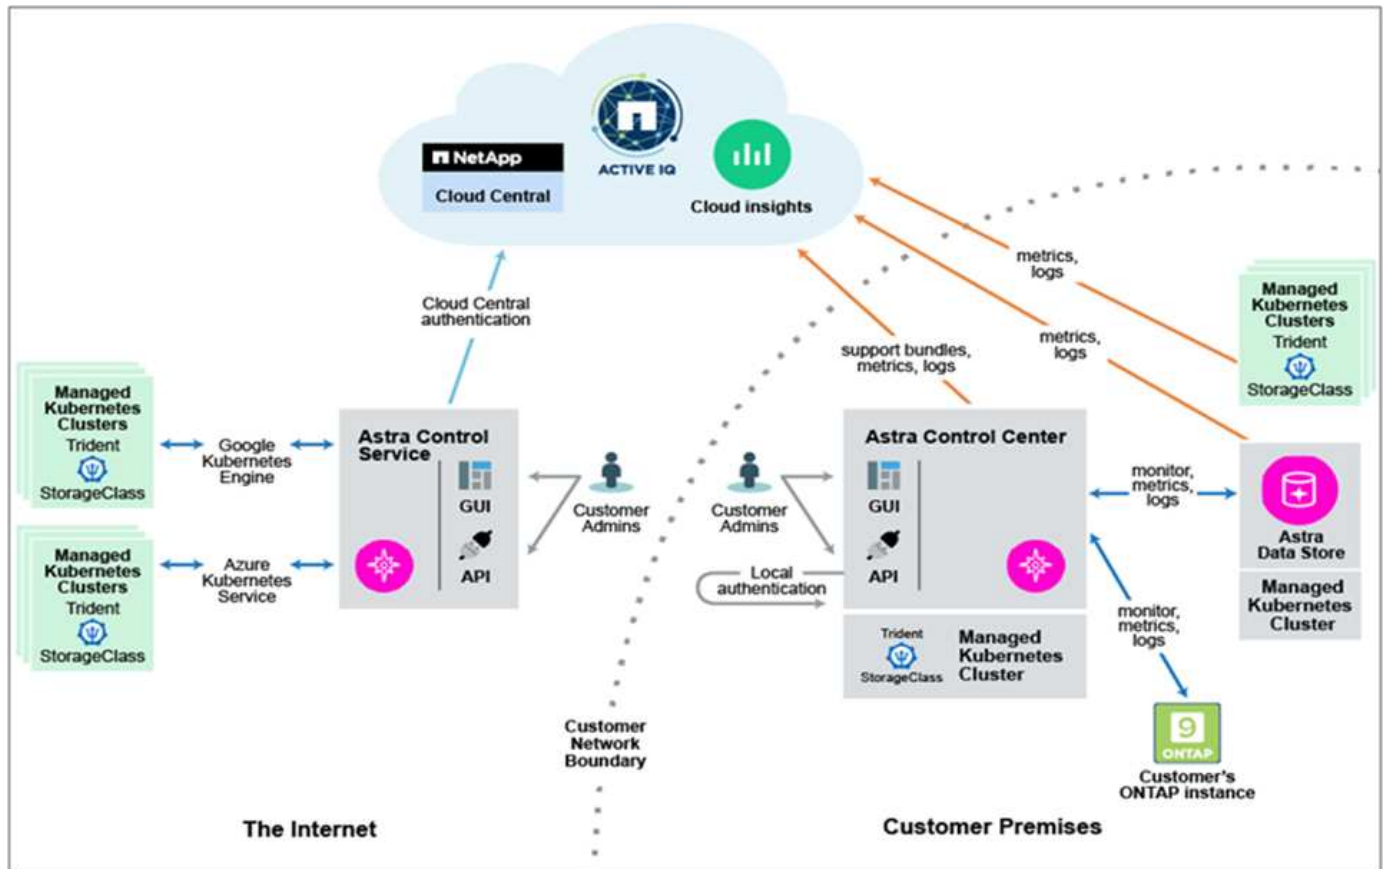 NetApp
Cloud Central
ACTIVE IQ
Cloud insights
Cloud Central
authentication
metrics,
logs
metrics,
logs
support bundles,
metrics, logs
Managed
Kubernetes
Clusters
Trident
StorageClass
Managed
Kubernetes
Clusters
Trident
StorageClass
Google
Kubernetes
Engine
Managed
Kubernetes
Clusters
Trident
StorageClass
Azure
Kubernetes
Service
Astra Control
Service
GUI
API
Customer
Admins
Customer
Admins
Astra Control Center
GUI
API
Local
authentication
Trident
StorageClass
Managed
Kubernetes
Cluster
monitor,
metrics,
logs
Astra
Data Store
Managed
Kubernetes
Cluster
monitor,
metrics,
logs
9
ONTAP
Customer's
ONTAP instance
Customer
Network
Boundary
The Internet
Customer Premises